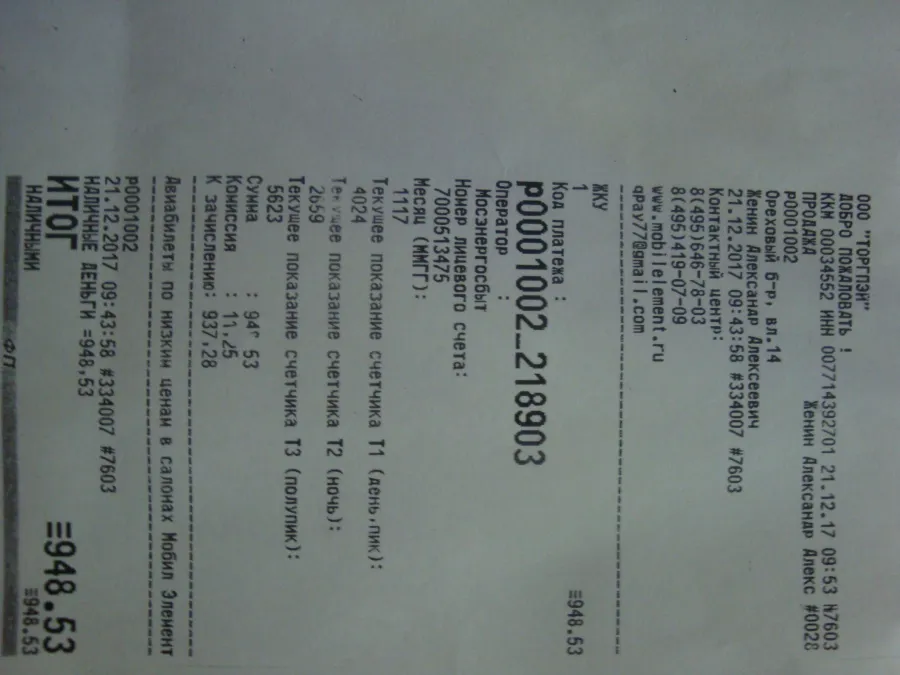 ООО "ТОРГПЭЙ"
ДОБРО ПОЖАЛОВАТЬ !
ККМ 00034552 ИНН 007714392701 21.12.17 09:53 №7603
ПРОДАЖА Женин Александр Алекс #0028
p0001002
Ореховый б-р, вл.14
Женин Александр Алексеевич
21.12.2017 09:43:58 #334007 #7603
Контактный центр:
8(495)646-78-03
8(495)419-07-09
www.mobilelement.ru
qPay77@gmail.com
ЖКУ
1 ≡948.53
Код платежа :
p0001002_218903
Оператор :
Мосэнергосбыт
Номер лицевого счета:
7000513475
Месяц (ММГГ):
1117
Текущее показание счетчика Т1 (день,пик):
4024
Текущее показание счетчика Т2 (ночь):
2659
Текущее показание счетчика Т3 (полупик):
5623
Сумма : 948.53
Комиссия : 11.25
К зачислению: 937,28
Авиабилеты по низким ценам в салонах Мобил Элемент
p0001002
21.12.2017 09:43:58 #334007 #7603
НАЛИЧНЫЕ ДЕНЬГИ =948,53
ИТОГ ≡948.53
НАЛИЧНЫМИ ≡948.53
ФП